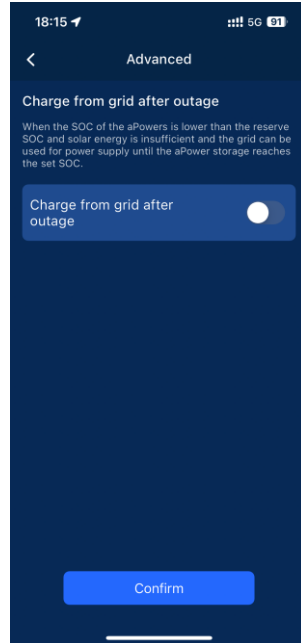 18:15 5G 91
Advanced
Charge from grid after outage
When the SOC of the aPowers is lower than the reserve
SOC and solar energy is insufficient and the grid can be
used for power supply until the aPower storage reaches
the set SOC.
Charge from grid after
outage
Confirm